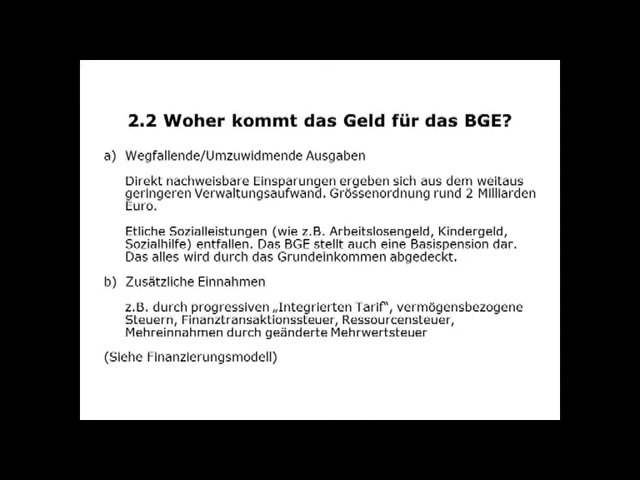 2.2 Woher kommt das Geld für das BGE?
a) Wegfallende/Umzuwidmende Ausgaben
Direkt nachweisbare Einsparungen ergeben sich aus dem weitaus
geringeren Verwaltungsaufwand. Grössenordnung rund 2 Milliarden
Euro.
Etliche Sozialleistungen (wie z.B. Arbeitslosengeld, Kindergeld,
Sozialhilfe) entfallen. Das BGE stellt auch eine Basispension dar.
Das alles wird durch das Grundeinkommen abgedeckt.
b) Zusätzliche Einnahmen
z.B. durch progressiven „Integrierten Tarif“, vermögensbezogene
Steuern, Finanztransaktionssteuer, Ressourcensteuer,
Mehreinnahmen durch geänderte Mehrwertsteuer
(Siehe Finanzierungsmodell)